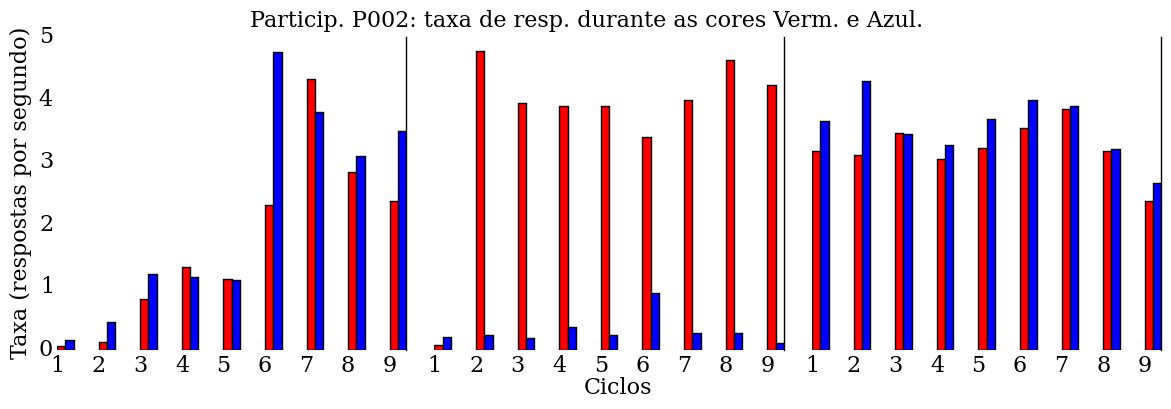 Particip. P002: taxa de resp. durante as cores Verm. e Azul.
Taxa (respostas por segundo)
5
4
3
2
1
0
1 2 3 4 5 6 7 8 9 1 2 3 4 5 6 7 8 9 1 2 3 4 5 6 7 8 9
Ciclos